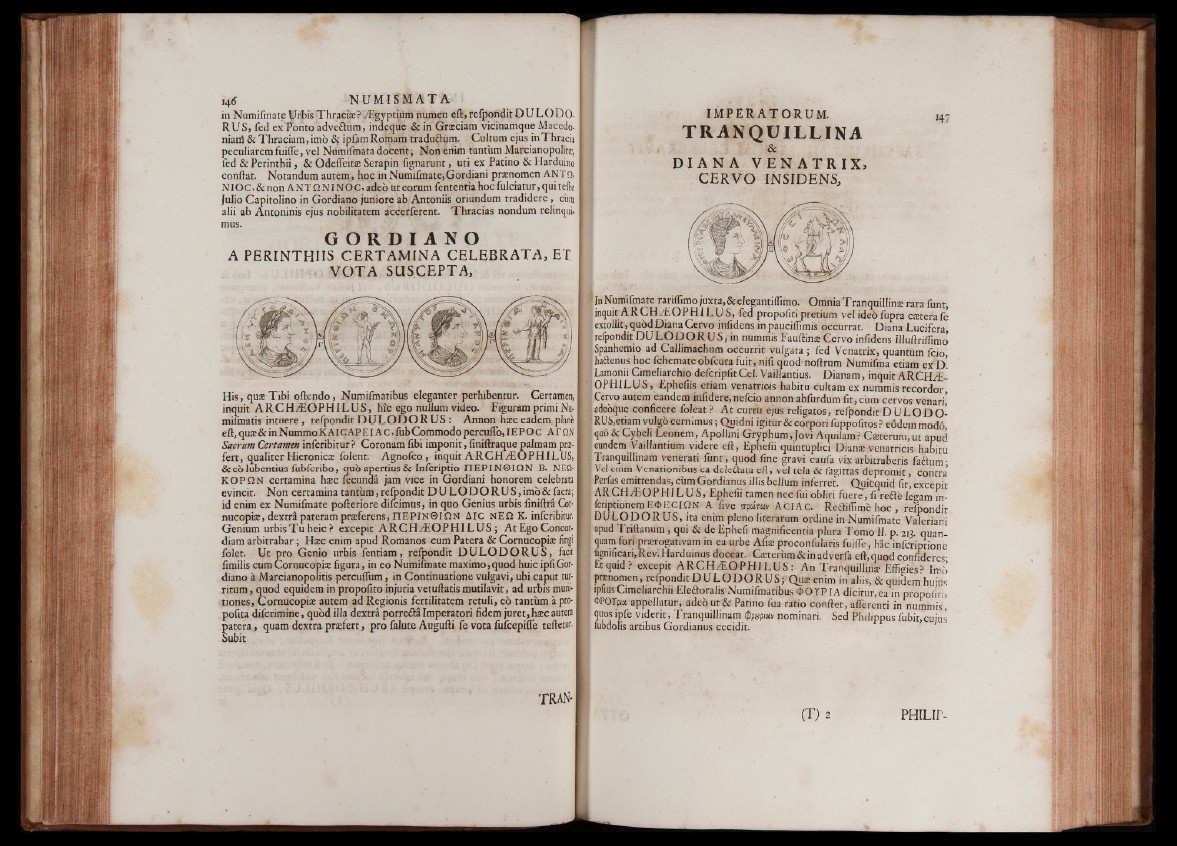 146 NUMISMATA
in Numiſmate Urbis Thraciæ? Ægyptium numen eſt, reſpondit DULODO-
RUS, ſed ex Ponto advectum, indeque & in Græciam vicinamque Macedo-
niam & Thraciam, imò & ipſam Romam traductum. Cultum ejus in Thracia
peculiarem fuiſſe, vel Numiſmata docent; Non enim tantùm Marcianopolitæ,
ſed & Perinthii, & Odeſſeitæ Serapin ſignarunt, uti ex Patino & Harduino
conſtat. Notandum autem, hoc in Numiſmate, Gordiani prænomen ΑΝΤΩ-
ΝΙΟC. & non ΑΝΤΩΝΙΝΟC. adeò ut eorum ſententia hoc fulciatur, qui teſte
Julio Capitolino in Gordiano juniore ab Antoniis oriundum tradidere, cùm
alii ab Antoninis ejus nobilitatem accerſerent. Thracias nondum relinqui-
mus.
GORDIANO
A PERINTHIIS CERTAMINA CELEBRATA, ET
VOTA SUSCEPTA,
His, quæ Tibi oſtendo, Numiſmatibus eleganter perhibentur. Certamen,
inquit ARCHÆOPHILUS, hîc ego nullum video. Figuram primi Nu-
miſmatis intuere, reſpondit DULODORUS: Annon hæc eadem planè
eſt, quæ & in Nummo ΚΑΙCΑΡΕΙΑC. ſub Commodo percuſſo, ΙΕΡΟC ΑΓΩΝ
Sacrum Certamen inſcribitur? Coronam ſibi imponit, ſiniſtraque palmam præ-
fert, qualiter Hieronicæ ſolent. Agnoſco, inquit ARCHÆOPHILUS,
& eò lubentius ſubſcribo, quò apertius & Inſcriptio ΠΕΡΙΝΘΙΩΝ Β. ΝΕΩ-
ΚΟΡΩΝ certamina hæc ſecundâ jam vice in Gordiani honorem celebrata
evincit. Non certamina tantùm, reſpondit DULODORUS, imò & ſacra;
id enim ex Numiſmate poſteriore diſcimus, in quo Genius urbis ſiniſtrâ Cor-
nucopiæ, dextrâ pateram præferens, ΠΕΡΙΝΘΙΩΝ ΔΙC ΝΕΩ Κ. inſcribitur.
Genium urbis Tu heic? excepit ARCHÆOPHILUS; At Ego Concor-
diam arbitrabar; Hæc enim apud Romanos cum Patera & Cornucopiæ fingi
ſolet. Ut pro Genio urbis ſentiam, reſpondit DULODORUS, facit
ſimilis cum Cornucopiæ figura, in eo Numiſmate maximo, quod huic ipſi Gor-
diano à Marcianopolitis percuſſum, in Continuatione vulgavi, ubi caput tur-
ritum, quod equidem in propoſito injuria vetuſtatis mutilavit, ad urbis muni-
tiones, Cornucopiæ autem ad Regionis fertilitatem retuli, eò tantùm à pro-
poſita diſcrimine, quòd illa dextrâ porrectâ Imperatori fidem juret, hæc autem
patera, quam dextra præfert, pro ſalute Auguſti ſe vota ſuſcepiſſe teſtetur.
Subit
TRAN-
IMPERATORUM. 147
TRANQUILLINA
&
DIANA VENATRIX,
CERVO INSIDENS,
In Numiſmate rariſſimo juxta, & elegantiſſimo. Omnia Tranquillinæ rara ſunt,
inquit ARCHÆOPHILUS, ſed propoſiti pretium vel ideò ſupra cætera ſe
extollit, quòd Diana Cervo inſidens in pauciſſimis occurrat. Diana Lucifera,
reſpondit DULODORUS, in nummis Fauſtinæ Cervo inſidens Illuſtriſſimo
Spanhemio ad Callimachum occurrit vulgata; ſed Venatrix, quantum ſcio,
hactenus hoc ſchemate obſcura fuit, niſi quod noſtrum Numiſma etiam ex D.
Lamonii Cimeliarchio deſcripſit Cel. Vaillantius. Dianam, inquit ARCHÆ-
OPHILUS, Epheſiis etiam venatricis habitu cultam ex nummis recordor,
Cervo autem eandem inſidere, neſcio annon abſurdum ſit, cùm cervos venari,
adeòque conficere ſoleat? At currui ejus religatos, reſpondit DULODO-
RUS, etiam vulgò cernimus; Quidni igitur & corpori ſuppoſitos? eôdem modô,
quô & Cybeli Leonem, Apollini Gryphum, Jovi Aquilam? Cæterum, ut apud
eundem Vaillantium videre eſt, Epheſii quintuplici Dianæ venatricis habitu
Tranquillinam venerati ſunt, quod ſine gravi cauſa vix arbitraberis factum;
Vel enim Venationibus ea delectata eſt, vel tela & ſagittas depromit, contra
Perſas emittendas, cùm Gordianus illis bellum inferret. Quicquid ſit, excepit
ARCHÆOPHILUS, Epheſii tamen nec ſui obliti fuere, ſi rectè legam in-
ſcriptionem ΕΦΕCΙΩΝ Α ſive πρώτων ΑCΙΑC. Rectiſſimè hoc, reſpondit
DULODORUS, ita enim pleno literarum ordine in Numiſmate Valeriani
apud Triſtanum, qui & de Epheſi magnificentia plura Tomo II. p. 213. quan-
quam fori prærogativam in ea urbe Aſiæ proconſularis fuiſſe, hâc inſcriptione
ſignificari, Rev. Harduinus doceat. Cæterùm & in adverſa eſt, quod conſideres;
Et quid? excepit ARCHÆOPHILUS: An Tranquillinæ Effigies? Imò
prænomen, reſpondit DULODORUS; Quæ enim in aliis, & quidem hujus
ipſius Cimeliarchii Electoralis Numiſmatibus ΦΟΥΡΙΑ dicitur, ea in propoſito
appellatur, adeò ut & Patino ſua ratio conſtet, aſſerenti in nummis,
quos ipſe viderit, Tranquillinam nominari. Sed Philippus ſubit, cujus
ſubdolis artibus Gordianus cecidit.
(T) 2 PHILIP-